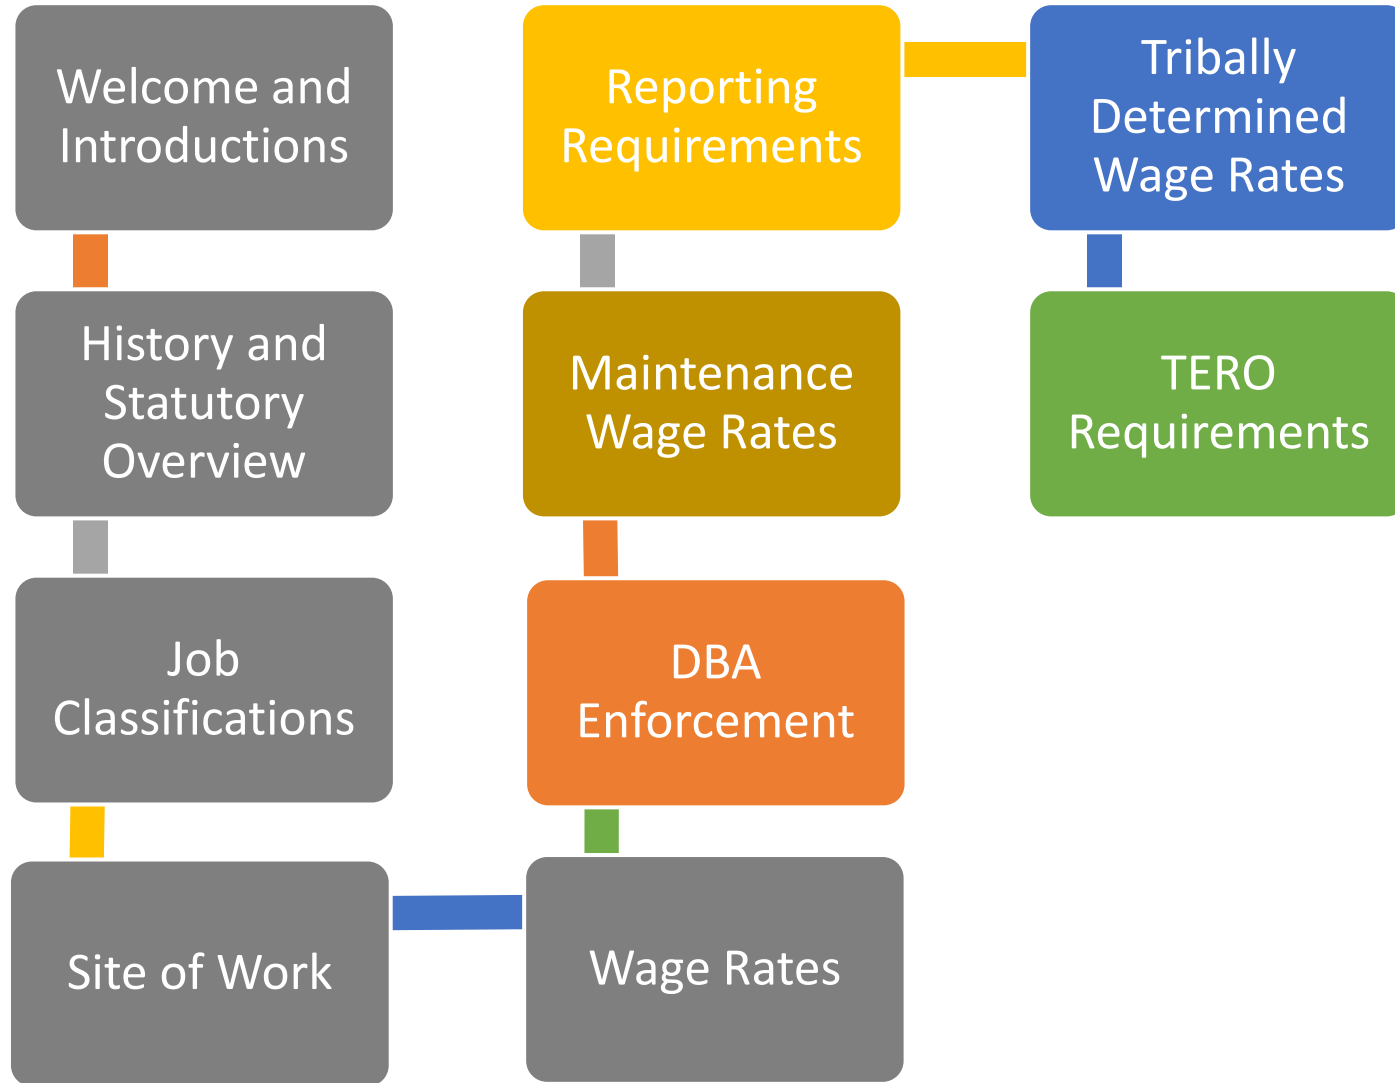 Welcome and
Introductions
History and
Statutory
Overview
Job
Classifications
Site of Work
Wage Rates
DBA
Enforcement
Maintenance
Wage Rates
Reporting
Requirements
Tribally
Determined
Wage Rates
TERO
Requirements